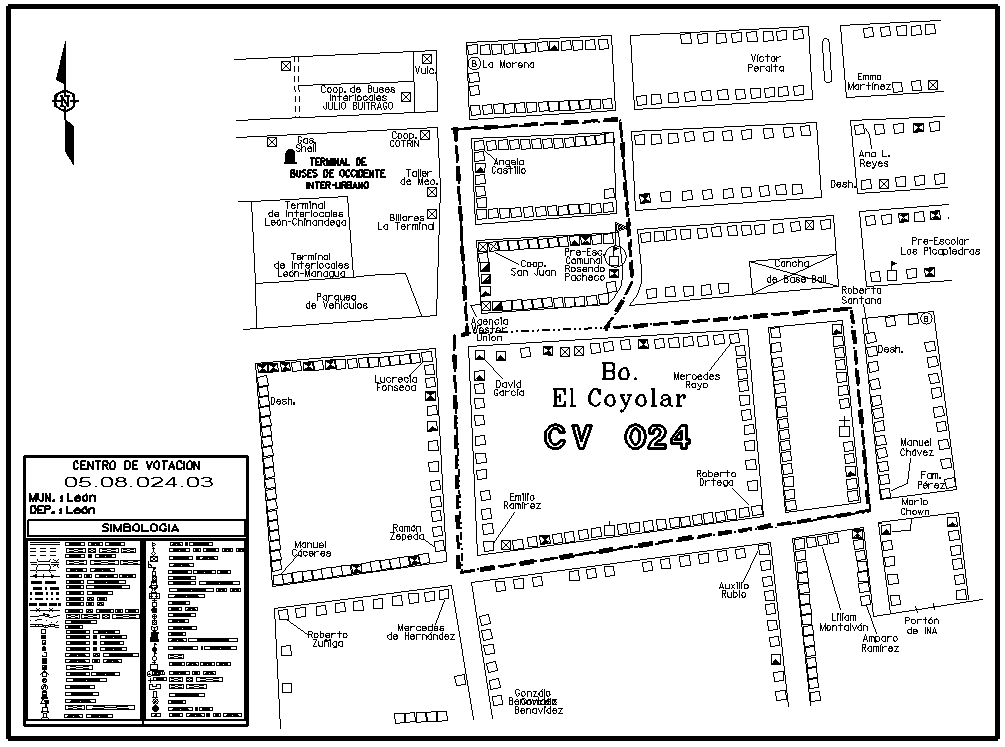 Vulc.
B La Morena
Víctor
Peralta
Emma
Martínez
Coop. de Buses
Interlocales
JULIO BUITRAGO
Gas
Shell
Coop.
COTRIN
TERMINAL DE
BUSES DE OCCIDENTE
INTER-URBANO
Taller
de Mec.
Angela
Castillo
Ana L.
Reyes
Desh.
Terminal
de Interlocales
León-Chinandega
Billares
La Terminal
Terminal
de Interlocales
León-Managua
Parqueo
de Vehículos
Coop.
San Juan
Pre-Esc.
Comunal
Rosendo
Pacheco
Cancha
de Base Ball
Pre-Escolar
Los Picapiedras
Roberto
Santana
Agencia
Wester
Union
B
Desh.
Lucrecia
Fonseca
Desh.
David
García
Mercedes
Rayo
Bo.
El Coyolar
CV 024
Manuel
Chávez
Fam.
Pérez
Roberto
Ortega
Emilio
Ramírez
Ramón
Zepeda
Manuel
Cáceres
Mario
Chown
Auxilio
Rubio
Liliam
Montalván
Amparo
Ramírez
Portón
de INA
Roberto
Zuñiga
Mercedes
de Hernández
Gonzalo
Benavídez
Benavídez
N
CENTRO DE VOTACION
05.08.024.03
MUN. : León
DEP. : León
SIMBOLOGIA